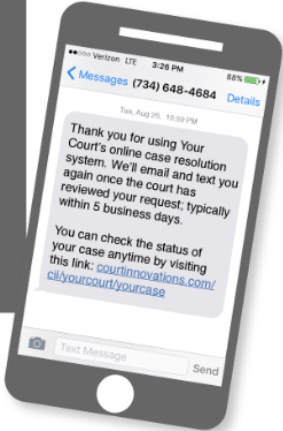 Verizon LTE 3:26 PM 88%
Messages (734) 648-4684 Details
Tue, Aug 26, 10:59 PM
Thank you for using Your
Court's online case resolution
system. We'll email and text you
again once the court has
reviewed your request; typically
within 5 business days.
You can check the status of
your case anytime by visiting
this link: courtinnovations.com/
cii/yourcourt/yourcase
Text Message Send